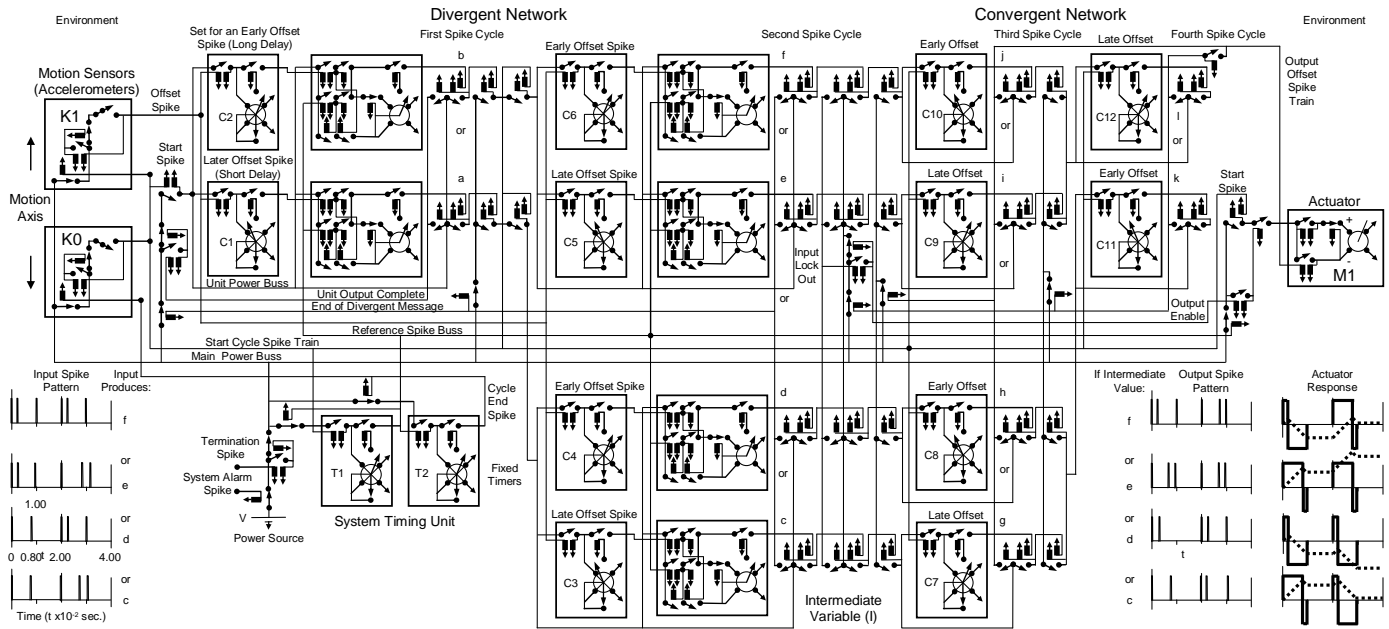 Divergent Network
Convergent Network
Environment
Set for an Early Offset
Spike (Long Delay)
First Spike Cycle
Early Offset Spike
Second Spike Cycle
Early Offset
Third Spike Cycle
Late Offset
Fourth Spike Cycle
Environment
b
f
j
Motion Sensors
(Accelerometers)
Offset
Spike
K1
C2
C6
C10
C12
Output
Offset
Spike
Train
or
or
or
l
or
Start
Spike
Later Offset Spike
(Short Delay)
Late Offset Spike
Late Offset
Early Offset
a
e
i
k
Start
Spike
Motion
Axis
Actuator
K0
C1
C5
C9
C11
+
-
M1
Input
Lock
Out
or
or
Unit Power Buss
Unit Output Complete
End of Divergent Message
Output
Enable
Reference Spike Buss
Start Cycle Spike Train
Main Power Buss
Input Spike
Pattern
Input
Produces:
Cycle
End
Spike
Early Offset Spike
d
Early Offset
h
If Intermediate
Value:
Output Spike
Pattern
Actuator
Response
f
f
Termination
Spike
System Alarm
Spike
T1
T2
Fixed
Timers
C4
C8
or
e
or
or
or
e
1.00
V
Power Source
System Timing Unit
Late Offset Spike
c
Late Offset
g
or
d
or
d
0 0.80 t 2.00 4.00
t
C3
C7
or
c
or
c
Time (t x10-2 sec.)
Intermediate
Variable (I)